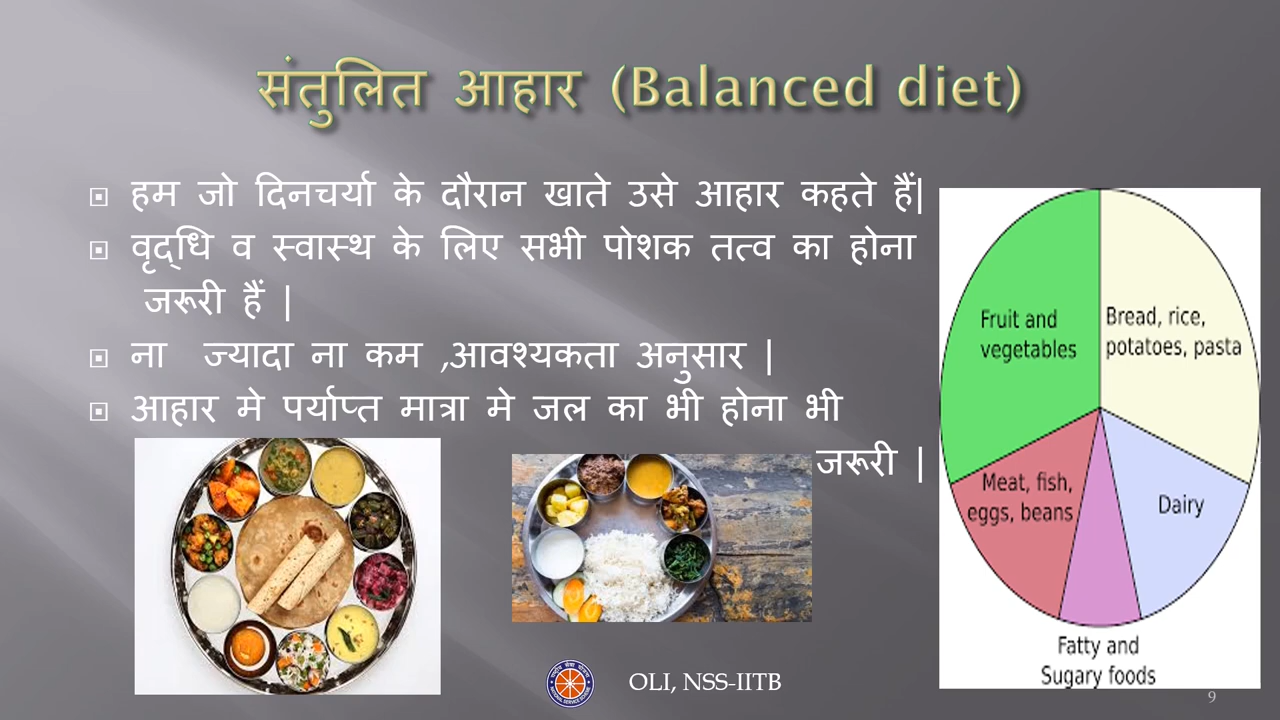 संतुलित आहार (Balanced diet)
हम जो दिनचर्या के दौरान खाते उसे आहार कहते हैं|
वृद्धि व स्वास्थ के लिए सभी पोशक तत्व का होना
जरूरी हैं |
ना ज्यादा ना कम ,आवश्यकता अनुसार |
आहार मे पर्याप्त मात्रा मे जल का भी होना भी
जरूरी |
Fruit and
vegetables
Bread, rice,
potatoes, pasta
Meat, fish,
eggs, beans
Dairy
Fatty and
Sugary foods
OLI, NSS-IITB
9